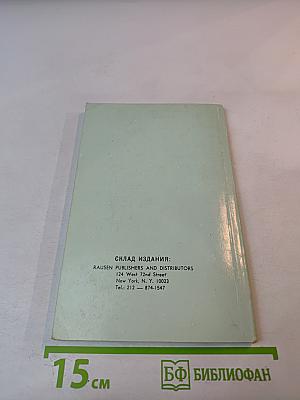 СКЛАД ИЗДАНИЯ:
RAUSEN PUBLISHERS AND DISTRIBUTORS
124 West 72nd Street
New York, N. Y. 10023
Tel.: 212 — 874-1547
15 см
БФ БИБЛИОФАН